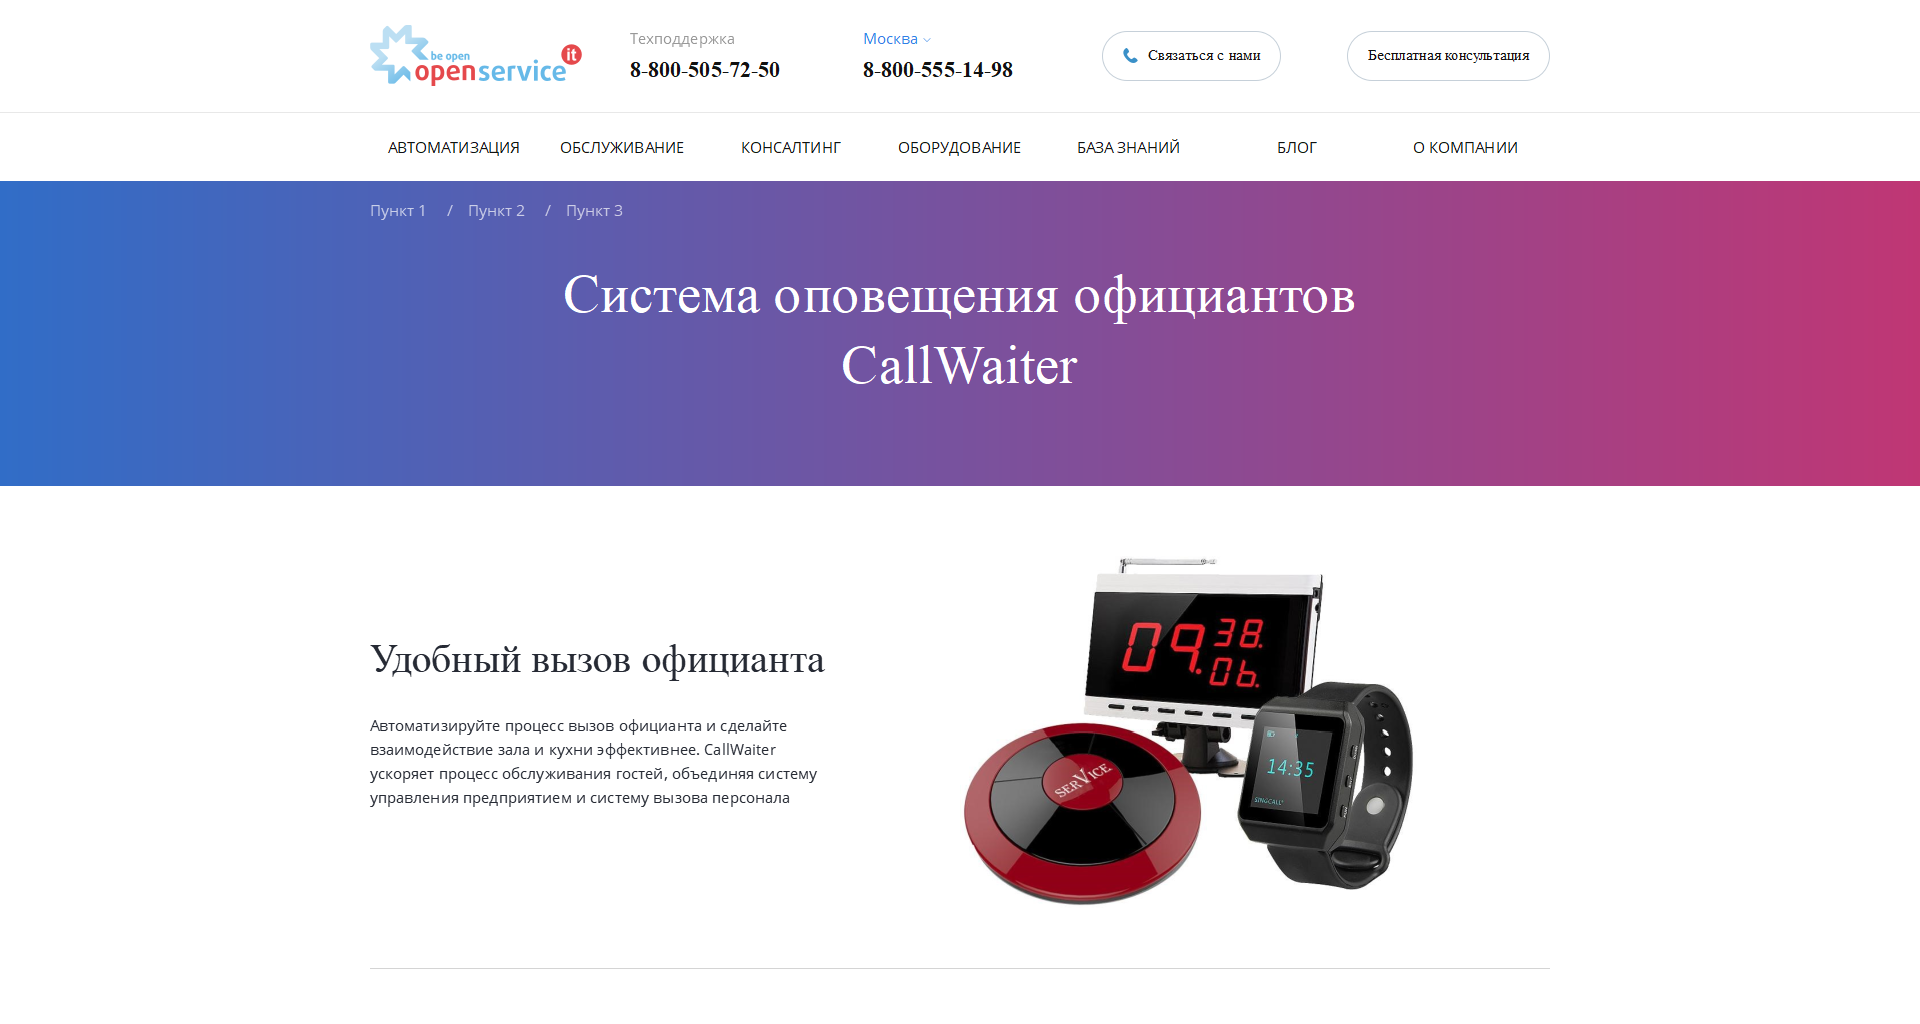 be open
openservice it
Техподдержка
8-800-505-72-50
Москва
8-800-555-14-98
Связаться с нами
Бесплатная консультация
АВТОМАТИЗАЦИЯ
ОБСЛУЖИВАНИЕ
КОНСАЛТИНГ
ОБОРУДОВАНИЕ
БАЗА ЗНАНИЙ
БЛОГ
О КОМПАНИИ
Пункт 1 / Пункт 2 / Пункт 3
Система оповещения официантов
CallWaiter
Удобный вызов официанта
Автоматизируйте процесс вызов официанта и сделайте
взаимодействие зала и кухни эффективнее. CallWaiter
ускоряет процесс обслуживания гостей, объединяя систему
управления предприятием и систему вызова персонала
09. 38.
06.
SERVICE
14:35
SINGCALL